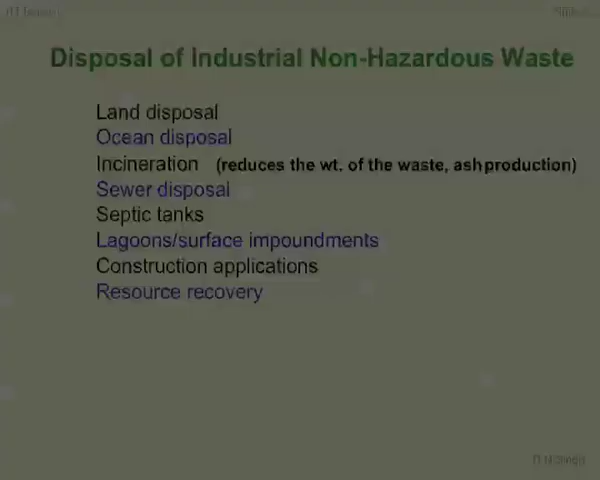 Disposal of Industrial Non-Hazardous Waste
Land disposal
Ocean disposal
Incineration (reduces the wt. of the waste, ash production)
Sewer disposal
Septic tanks
Lagoons/surface impoundments
Construction applications
Resource recovery